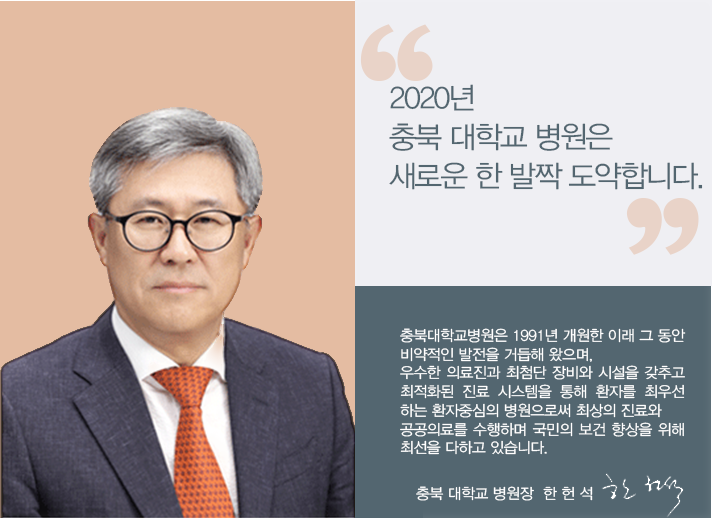 “
2020년
충북 대학교 병원은
새로운 한 발짝 도약합니다.
”
충북대학교병원은 1991년 개원한 이래 그 동안
비약적인 발전을 거듭해 왔으며,
우수한 의료진과 최첨단 장비와 시설을 갖추고
최적화된 진료 시스템을 통해 환자를 최우선
하는 환자중심의 병원으로써 최상의 진료와
공공의료를 수행하며 국민의 보건 향상을 위해
최선을 다하고 있습니다.
충북 대학교 병원장 한 헌 석 한 헌 석